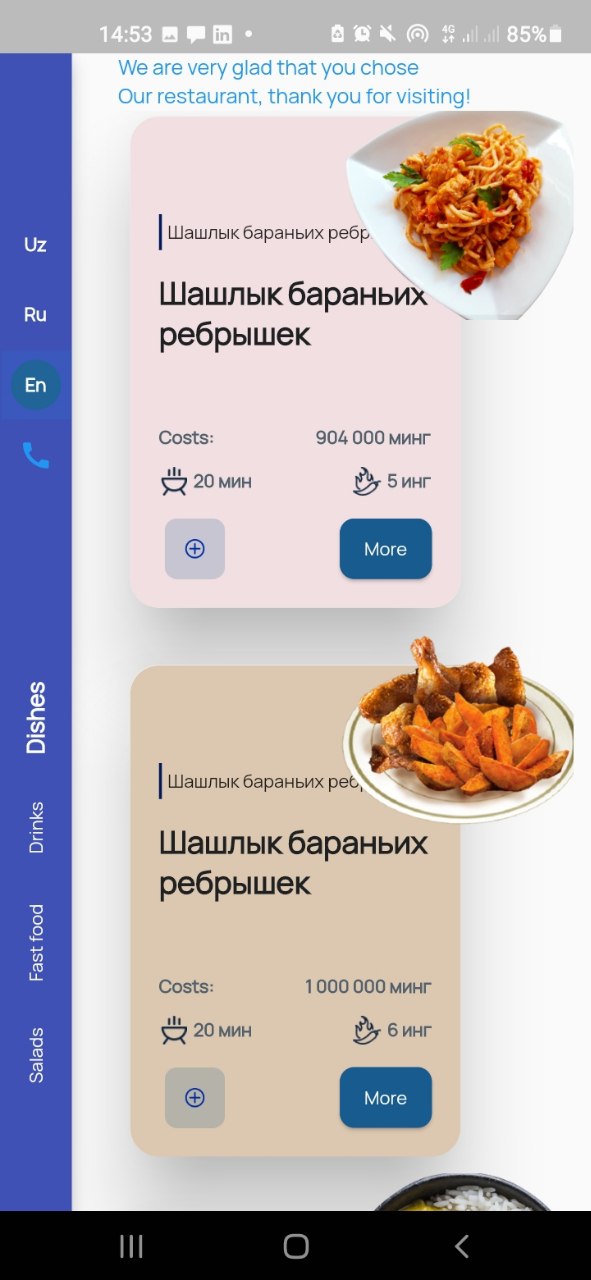 14:53
4G
85%
We are very glad that you chose
Our restaurant, thank you for visiting!
Uz
Ru
En
Dishes
Drinks
Fast food
Salads
Шашлык бараньих ребр
Шашлык бараньих
ребрышек
Costs: 904 000 минг
20 мин 5 инг
More
Шашлык бараньих реб
Шашлык бараньих
ребрышек
Costs: 1 000 000 минг
20 мин 6 инг
More